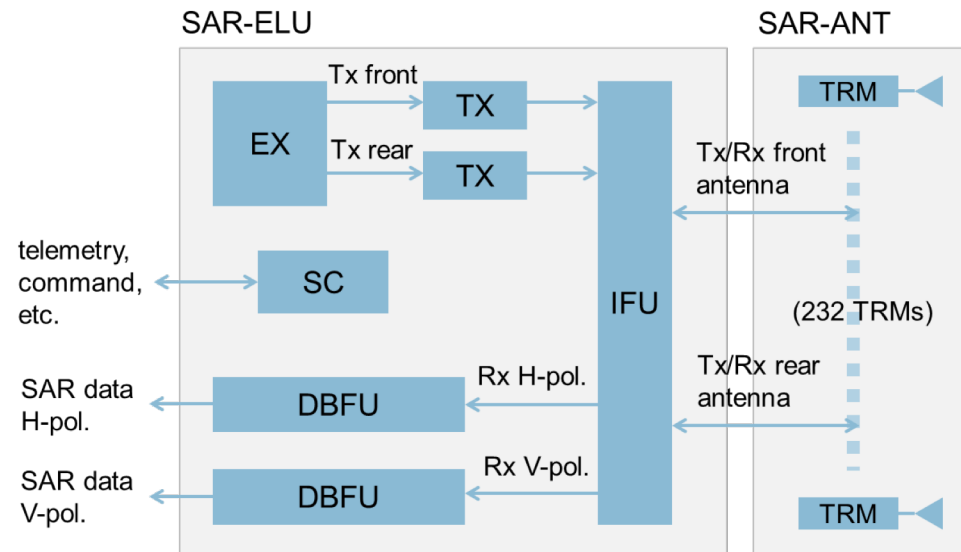 SAR-ELU
SAR-ANT
Tx front
TX
EX
Tx rear
TX
TRM
Tx/Rx front
antenna
telemetry,
command,
etc.
SC
IFU
(232 TRMs)
Tx/Rx rear
antenna
SAR data
H-pol.
DBFU
Rx H-pol.
SAR data
V-pol.
DBFU
Rx V-pol.
TRM